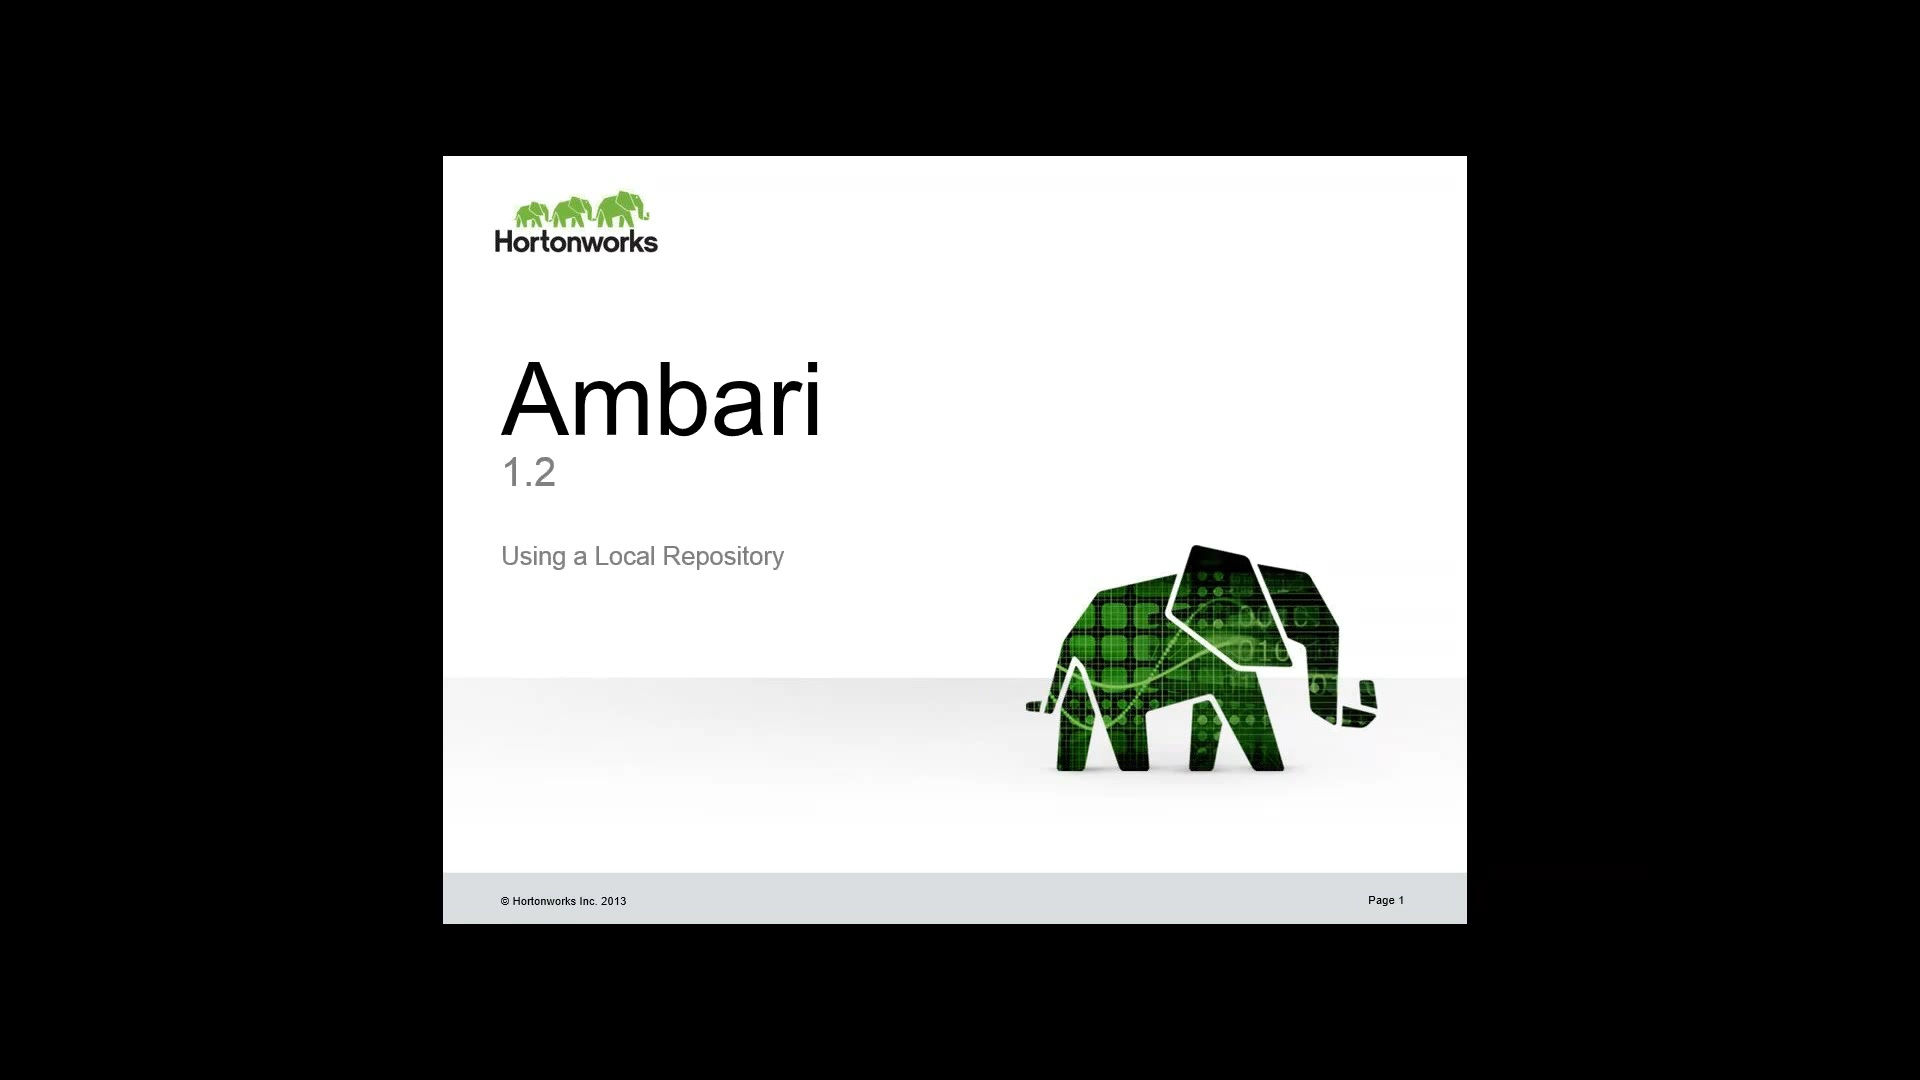 Hortonworks
Ambari
1.2
Using a Local Repository
© Hortonworks Inc. 2013
Page 1